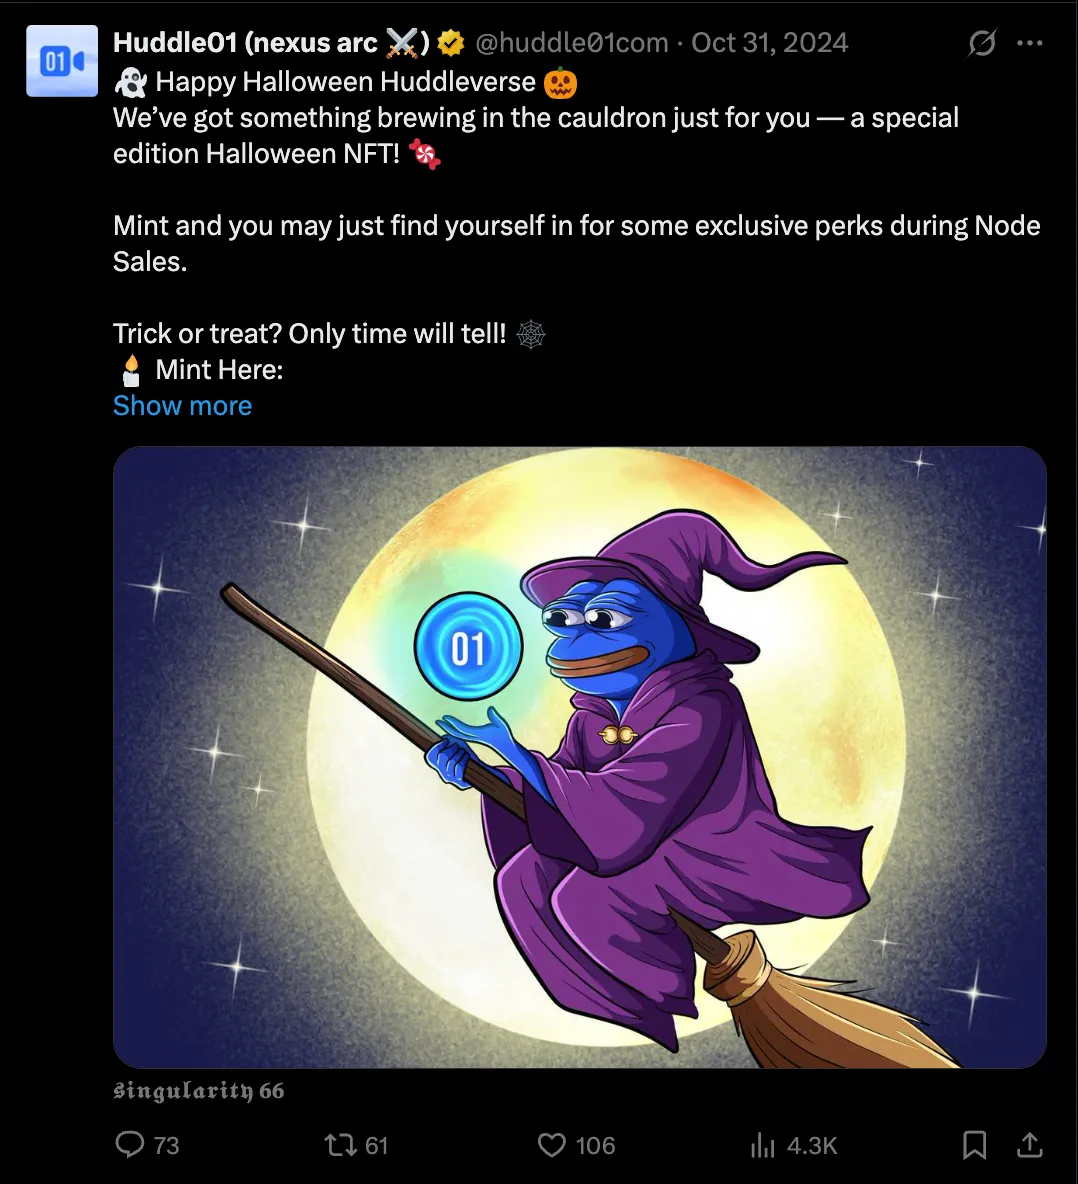 01
Huddle01 (nexus arc ⚔️) @huddle01com · Oct 31, 2024
👻 Happy Halloween Huddleverse 🎃
We’ve got something brewing in the cauldron just for you — a special
edition Halloween NFT! 🍬
Mint and you may just find yourself in for some exclusive perks during Node
Sales.
Trick or treat? Only time will tell! 🕸️
🕯️ Mint Here:
Show more
01
𝖘𝖎𝖓𝖌𝖚𝖑𝖆𝖗𝖎𝖙𝖞 66
73 61 106 4.3K